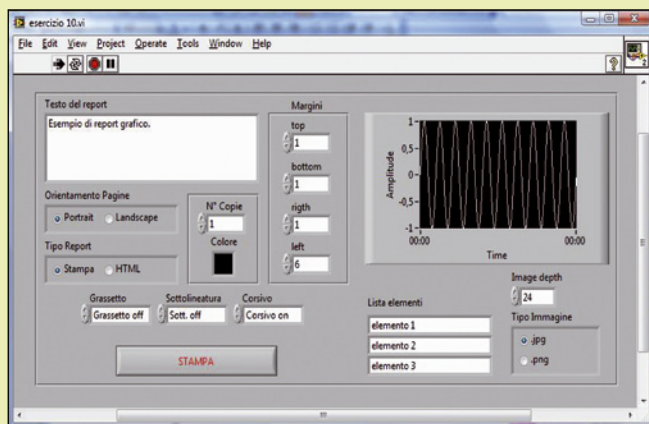 esercizio 10.vi
File Edit View Project Operate Tools Window Help
2
Testo del report
Esempio di report grafico.
Orientamento Pagine
Portrait Landscape
Tipo Report
Stampa HTML
N° Copie
1
Colore
Margini
top
1
bottom
1
rigth
1
left
6
Amplitude
1
0,5
0
-0,5
-1
00:00 00:00
Time
Grassetto Sottolineatura Corsivo
Grassetto off Sott. off Corsivo on
STAMPA
Lista elementi
elemento 1
elemento 2
elemento 3
Image depth
24
Tipo Immagine
.jpg
.png